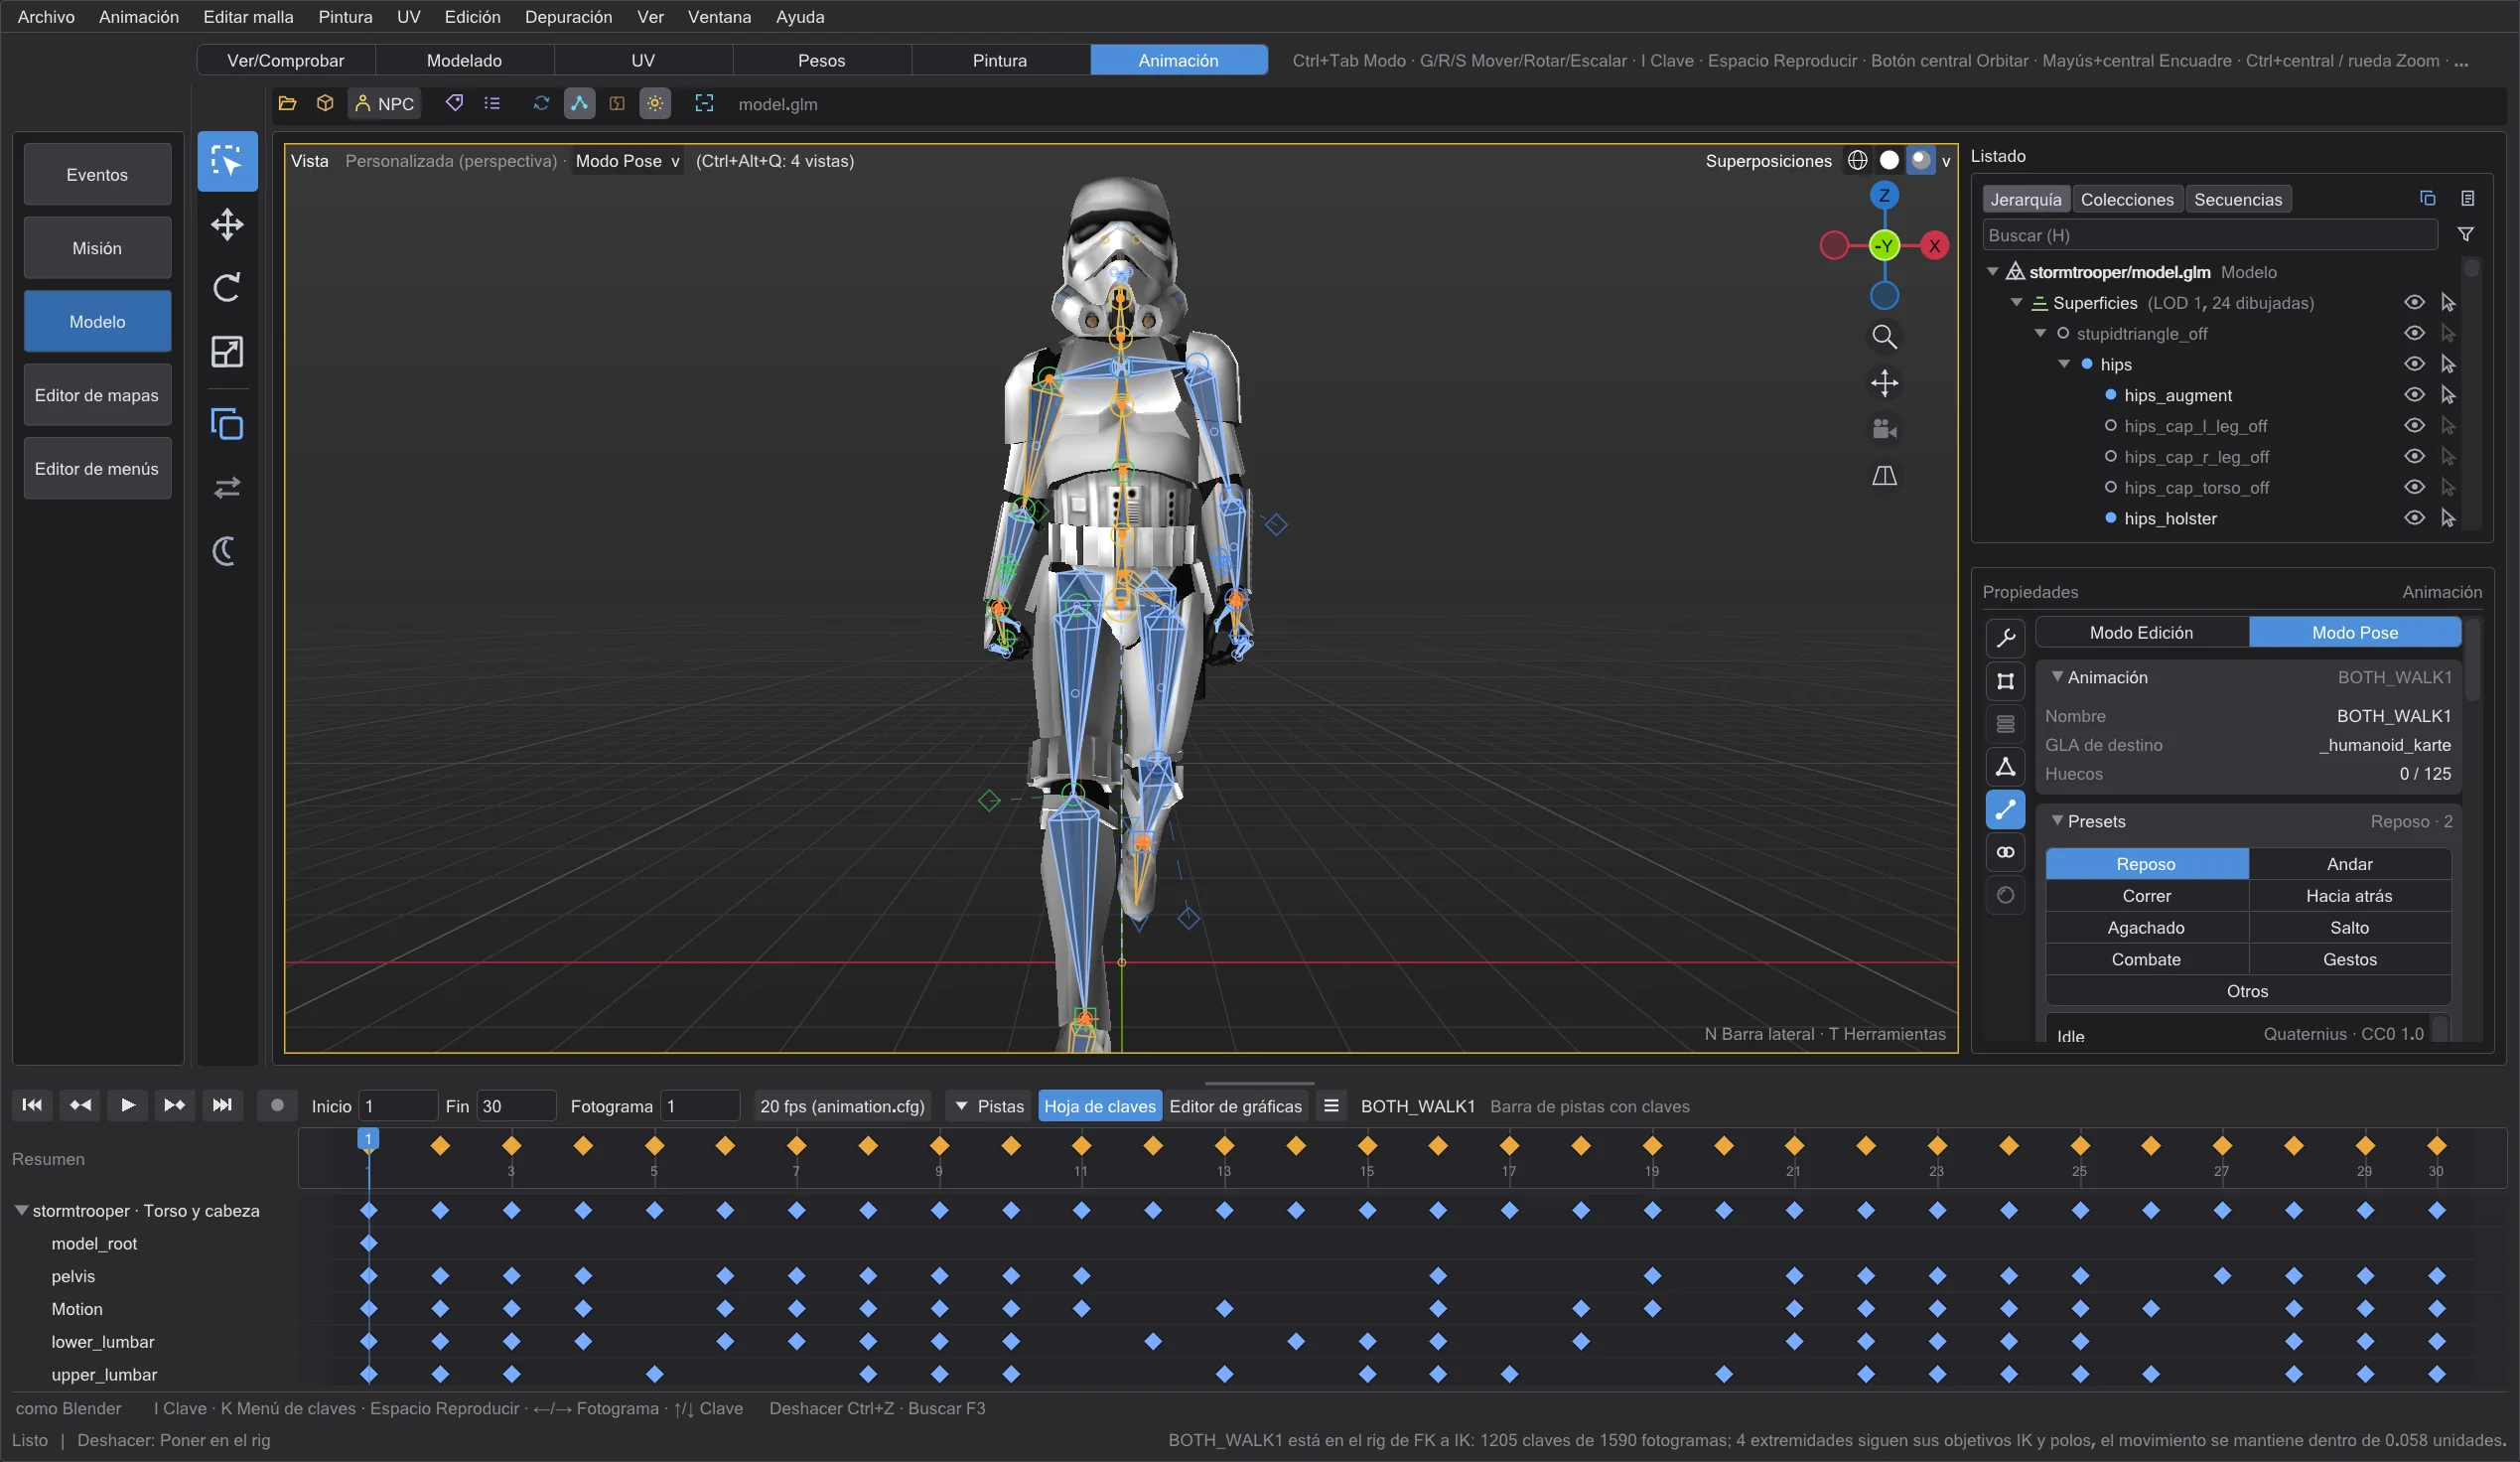 Archivo Animación Editar malla Pintura UV Edición Depuración Ver Ventana Ayuda
Ver/Comprobar Modelado UV Pesos Pintura Animación Ctrl+Tab Modo · G/R/S Mover/Rotar/Escalar · I Clave · Espacio Reproducir · Botón central Orbitar · Mayús+central Encuadre · Ctrl+central / rueda Zoom · ...
NPC model.glm
Eventos
Misión
Modelo
Editor de mapas
Editor de menús
Vista Personalizada (perspectiva) · Modo Pose v (Ctrl+Alt+Q: 4 vistas) Superposiciones v
Z
-Y X
N Barra lateral · T Herramientas
Listado
Jerarquía Colecciones Secuencias
Buscar (H)
stormtrooper/model.glm Modelo
Superficies (LOD 1, 24 dibujadas)
stupidtriangle_off
hips
hips_augment
hips_cap_l_leg_off
hips_cap_r_leg_off
hips_cap_torso_off
hips_holster
Propiedades Animación
Modo Edición Modo Pose
Animación BOTH_WALK1
Nombre BOTH_WALK1
GLA de destino _humanoid_karte
Huecos 0 / 125
Presets Reposo · 2
Reposo Andar
Correr Hacia atrás
Agachado Salto
Combate Gestos
Otros
Idle Quaternius · CC0 1.0
Inicio 1 Fin 30 Fotograma 1 20 fps (animation.cfg) Pistas Hoja de claves Editor de gráficas BOTH_WALK1 Barra de pistas con claves
1
Resumen 3 5 7 9 11 13 15 17 19 21 23 25 27 29 30
stormtrooper · Torso y cabeza
model_root
pelvis
Motion
lower_lumbar
upper_lumbar
como Blender I Clave · K Menú de claves · Espacio Reproducir · ←/→ Fotograma · ↑/↓ Clave Deshacer Ctrl+Z · Buscar F3
Listo | Deshacer: Poner en el rig BOTH_WALK1 está en el rig de FK a IK: 1205 claves de 1590 fotogramas; 4 extremidades siguen sus objetivos IK y polos, el movimiento se mantiene dentro de 0.058 unidades.